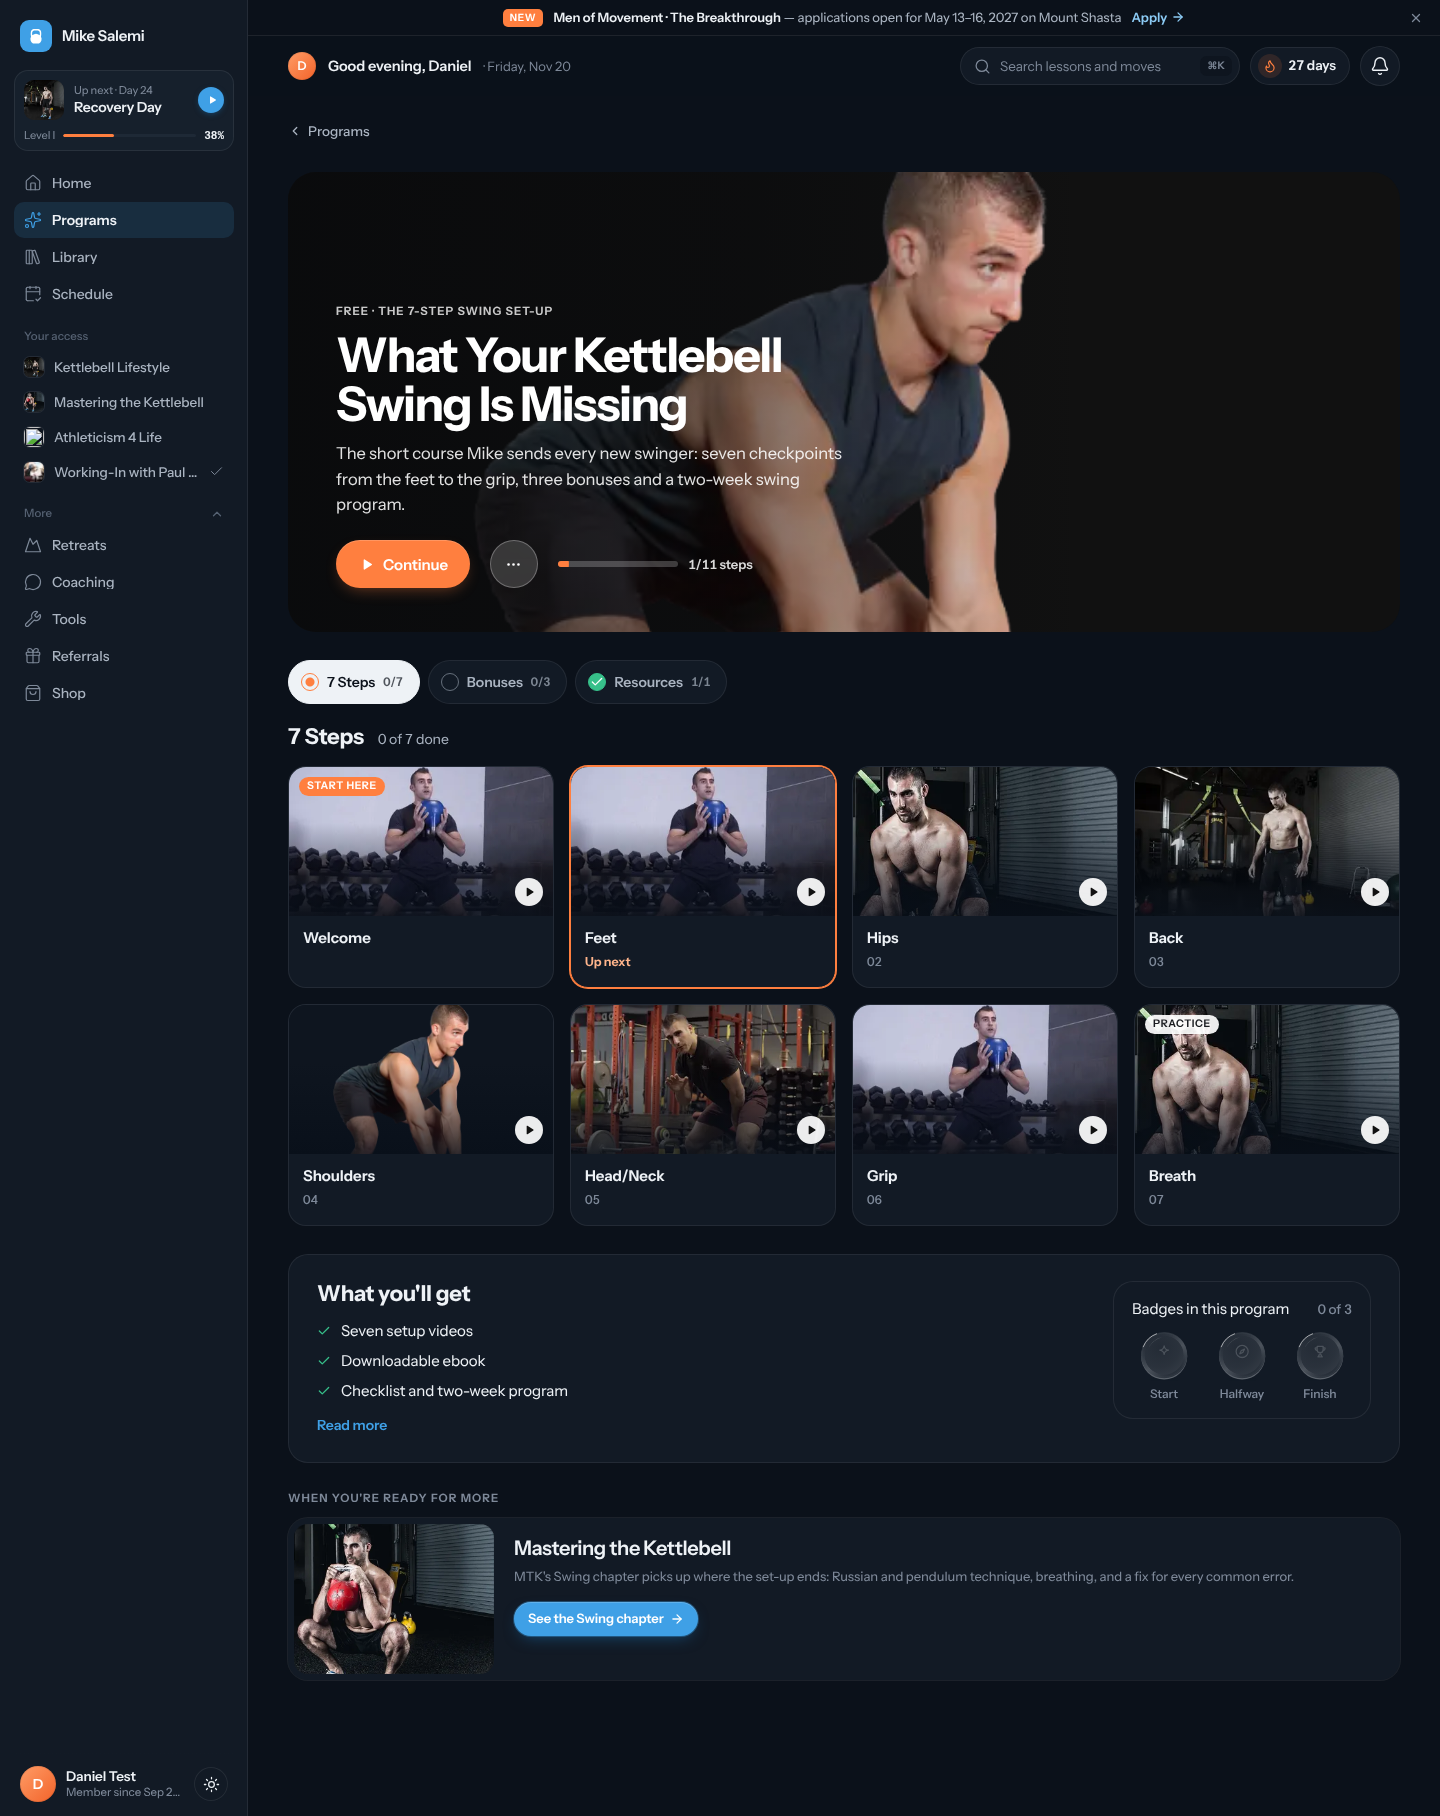 NEW Men of Movement · The Breakthrough — applications open for May 13–16, 2027 on Mount Shasta Apply →
Mike Salemi
Up next · Day 24
Recovery Day
Level I 38%
Home
Programs
Library
Schedule
Your access
Kettlebell Lifestyle
Mastering the Kettlebell
Athleticism 4 Life
Working-In with Paul ...
More
Retreats
Coaching
Tools
Referrals
Shop
D
Daniel Test
Member since Sep 2...
D Good evening, Daniel · Friday, Nov 20
Search lessons and moves ⌘K
27 days
Programs
FREE · THE 7-STEP SWING SET-UP
What Your Kettlebell
Swing Is Missing
The short course Mike sends every new swinger: seven checkpoints
from the feet to the grip, three bonuses and a two-week swing
program.
Continue
1/11 steps
7 Steps 0/7
Bonuses 0/3
Resources 1/1
7 Steps 0 of 7 done
START HERE
Welcome
Feet
Up next
Hips
02
Back
03
Shoulders
04
Head/Neck
05
Grip
06
PRACTICE
Breath
07
What you'll get
Seven setup videos
Downloadable ebook
Checklist and two-week program
Read more
Badges in this program 0 of 3
Start Halfway Finish
WHEN YOU'RE READY FOR MORE
Mastering the Kettlebell
MTK's Swing chapter picks up where the set-up ends: Russian and pendulum technique, breathing, and a fix for every common error.
See the Swing chapter →